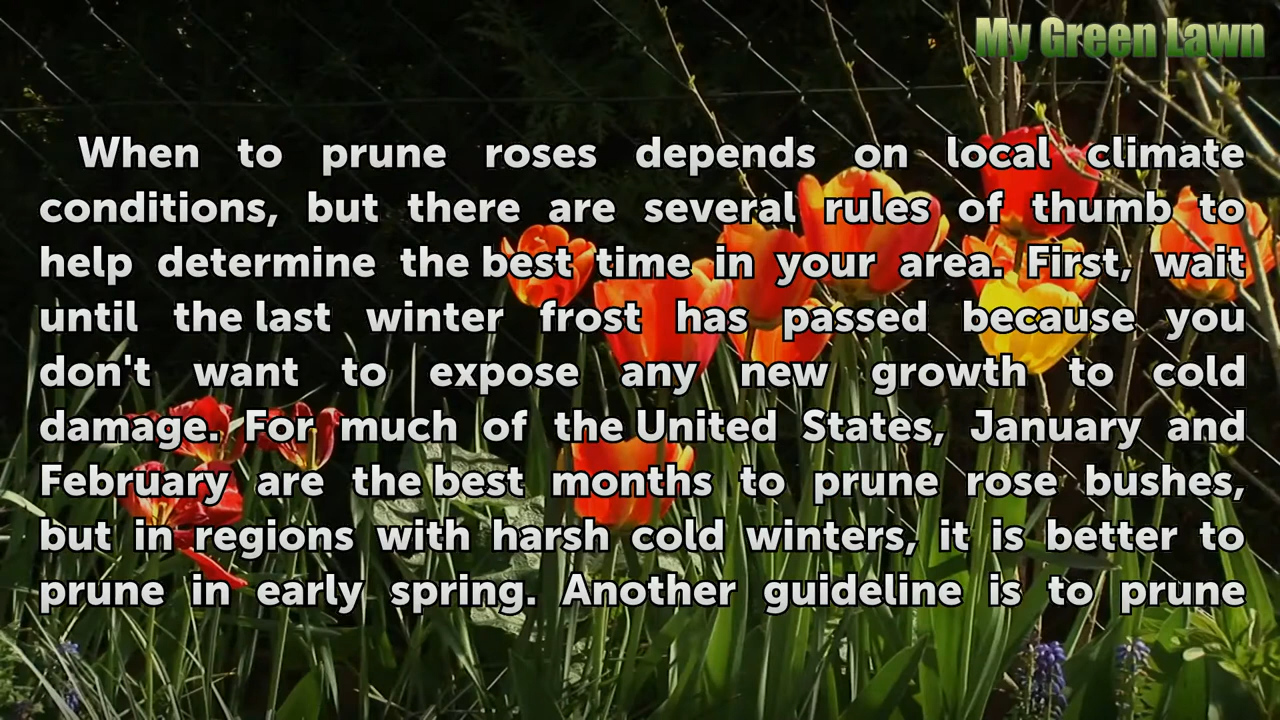 My Green Lawn
When to prune roses depends on local climate
conditions, but there are several rules of thumb to
help determine the best time in your area. First, wait
until the last winter frost has passed because you
don't want to expose any new growth to cold
damage. For much of the United States, January and
February are the best months to prune rose bushes,
but in regions with harsh cold winters, it is better to
prune in early spring. Another guideline is to prune